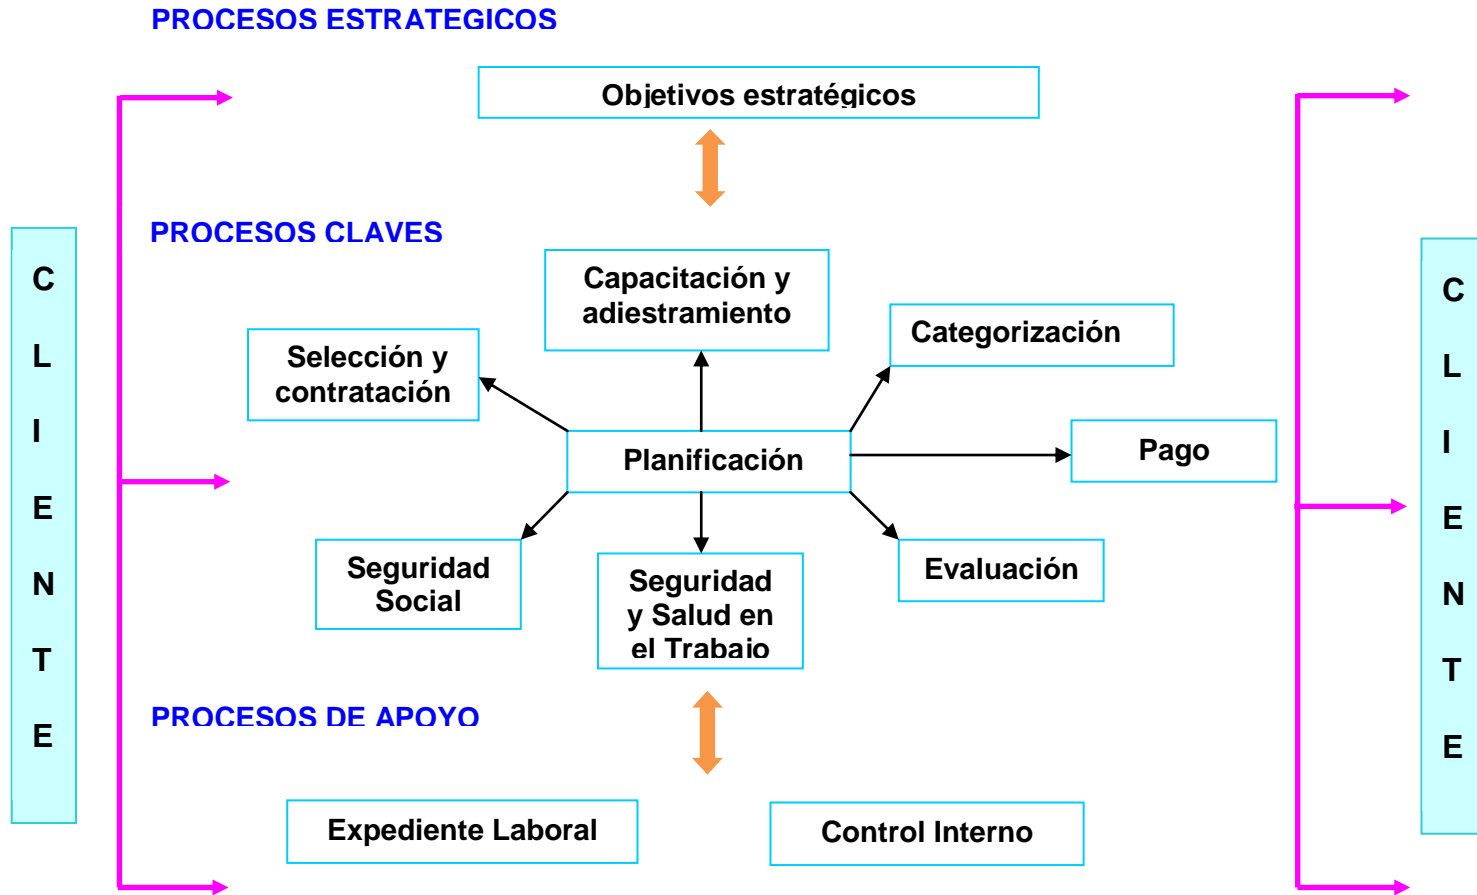 PROCESOS ESTRATEGICOS
Objetivos estratégicos
PROCESOS CLAVES
C
L
I
E
N
T
E
Capacitación y
adiestramiento
Categorización
Selección y
contratación
Planificación
Pago
Seguridad
Social
Seguridad
y Salud en
el Trabajo
Evaluación
PROCESOS DE APOYO
Expediente Laboral
Control Interno
C
L
I
E
N
T
E